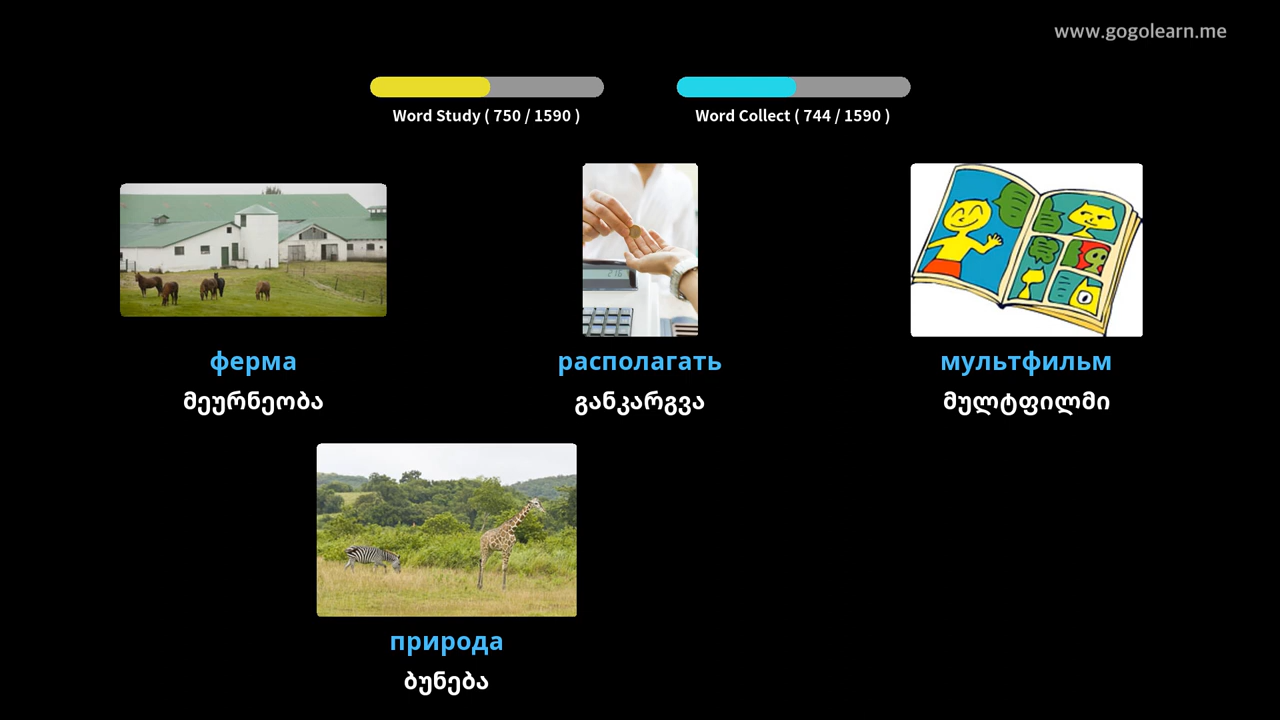 www.gogolearn.me
Word Study ( 750 / 1590 )
Word Collect ( 744 / 1590 )
ферма
მეურნეობა
располагать
განკარგვა
мультфильм
მულტფილმი
природа
ბუნება